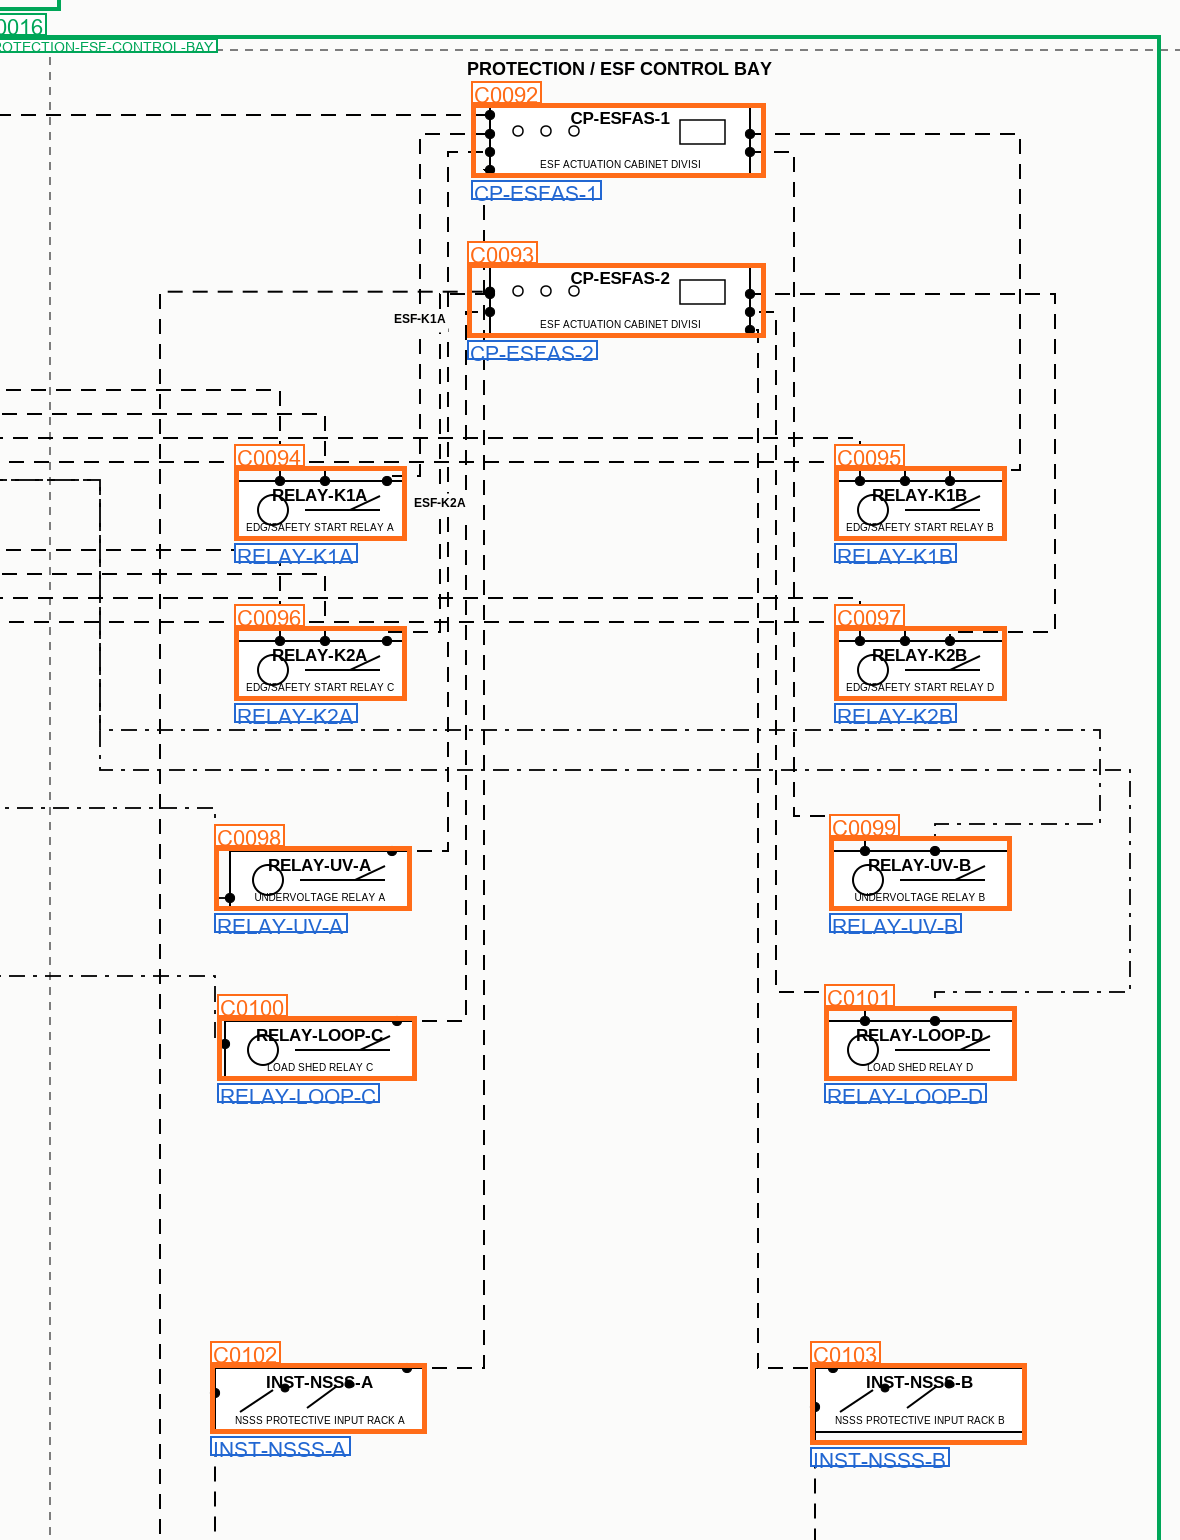 0016
ROTECTION-ESF-CONTROL-BAY
PROTECTION / ESF CONTROL BAY
C0092
CP-ESFAS-1
ESF ACTUATION CABINET DIVISI
CP-ESFAS-1
C0093
CP-ESFAS-2
ESF ACTUATION CABINET DIVISI
CP-ESFAS-2
ESF-K1A
C0094
RELAY-K1A
EDG/SAFETY START RELAY A
RELAY-K1A
ESF-K2A
C0095
RELAY-K1B
EDG/SAFETY START RELAY B
RELAY-K1B
C0096
RELAY-K2A
EDG/SAFETY START RELAY C
RELAY-K2A
C0097
RELAY-K2B
EDG/SAFETY START RELAY D
RELAY-K2B
C0098
RELAY-UV-A
UNDERVOLTAGE RELAY A
RELAY-UV-A
C0099
RELAY-UV-B
UNDERVOLTAGE RELAY B
RELAY-UV-B
C0100
RELAY-LOOP-C
LOAD SHED RELAY C
RELAY-LOOP-C
C0101
RELAY-LOOP-D
LOAD SHED RELAY D
RELAY-LOOP-D
C0102
INST-NSSS-A
NSSS PROTECTIVE INPUT RACK A
INST-NSSS-A
C0103
INST-NSSS-B
NSSS PROTECTIVE INPUT RACK B
INST-NSSS-B